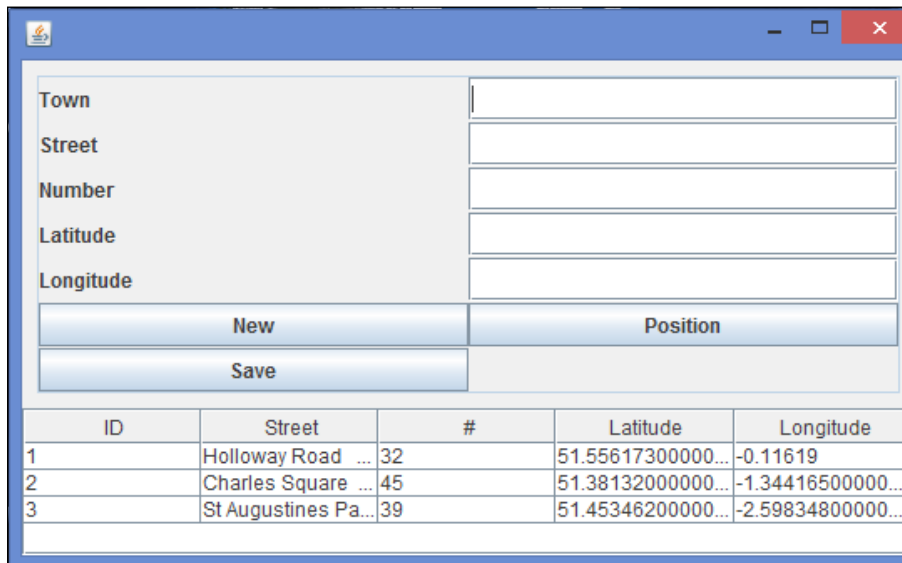 Town
Street
Number
Latitude
Longitude
New Position
Save
ID Street # Latitude Longitude
1 Holloway Road ... 32 51.55617300000... -0.11619
2 Charles Square ... 45 51.38132000000... -1.34416500000...
3 St Augustines Pa... 39 51.45346200000... -2.59834800000...